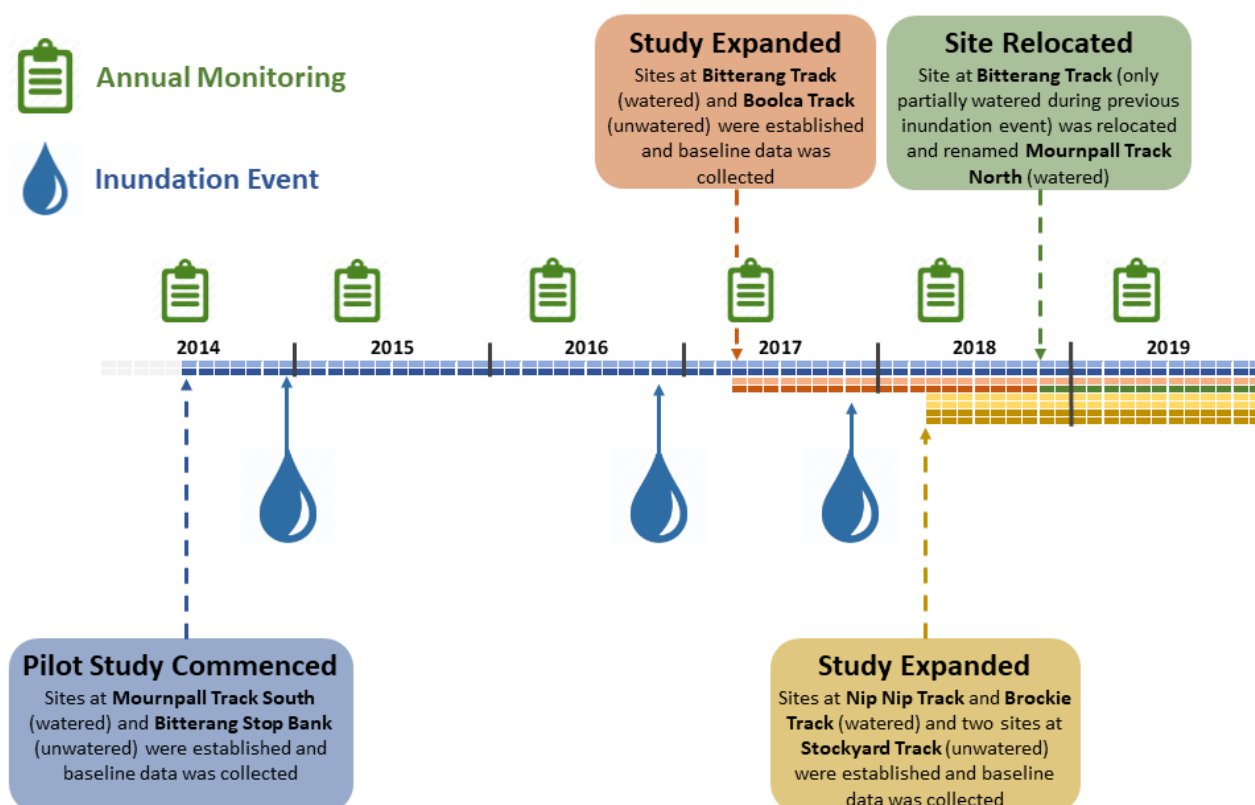 Annual Monitoring
Inundation Event
Study Expanded
Sites at Bitterang Track
(watered) and Boolca Track
(unwatered) were established
and baseline data was
collected
Site Relocated
Site at Bitterang Track (only
partially watered during previous
inundation event) was relocated
and renamed Mournpall Track
North (watered)
2014
2015
2016
2017
2018
2019
Pilot Study Commenced
Sites at Mournpall Track South
(watered) and Bitterang Stop Bank
(unwatered) were established and
baseline data was collected
Study Expanded
Sites at Nip Nip Track and Brockie
Track (watered) and two sites at
Stockyard Track (unwatered)
were established and baseline
data was collected